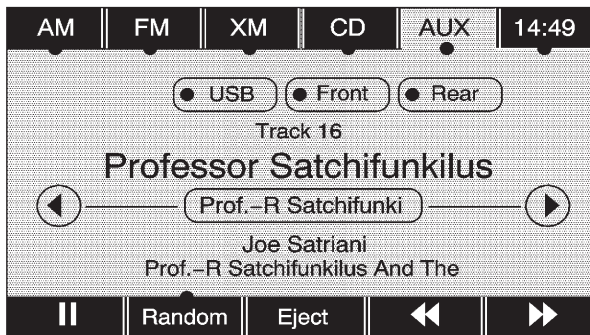 AM FM XM CD AUX 14:49
USB Front Rear
Track 16
Professor Satchifunkilus
Prof.–R Satchifunki
Joe Satriani
Prof.–R Satchifunkilus And The
Random Eject